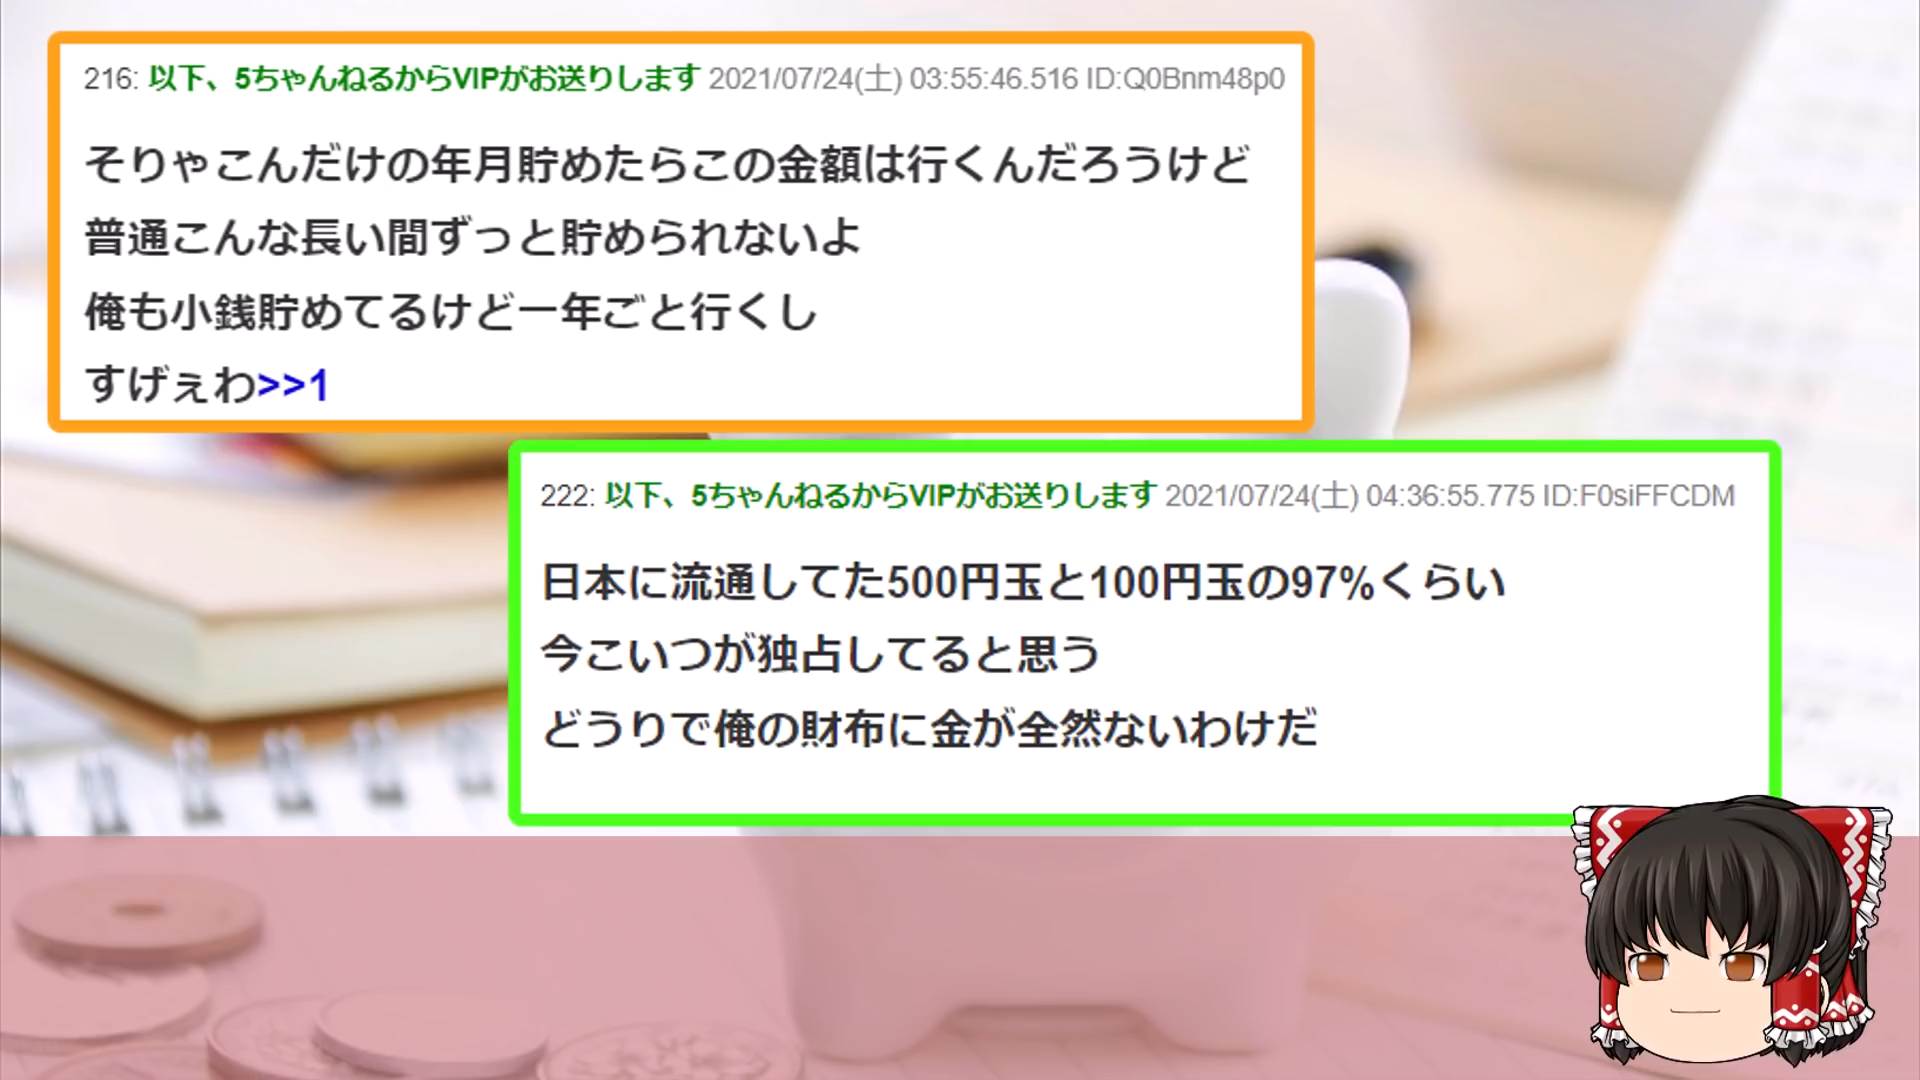 216: 以下、5ちゃんねるからVIPがお送りします 2021/07/24(土) 03:55:46.516 ID:Q0Bnm48p0
そりゃこんだけの年月貯めたらこの金額は行くんだろうけど
普通こんな長い間ずっと貯められないよ
俺も小銭貯めてるけど一年ごと行くし
すげぇわ>>1
222: 以下、5ちゃんねるからVIPがお送りします 2021/07/24(土) 04:36:55.775 ID:F0siFFCDM
日本に流通してた500円玉と100円玉の97%くらい
今こいつが独占してると思う
どうりで俺の財布に金が全然ないわけだ